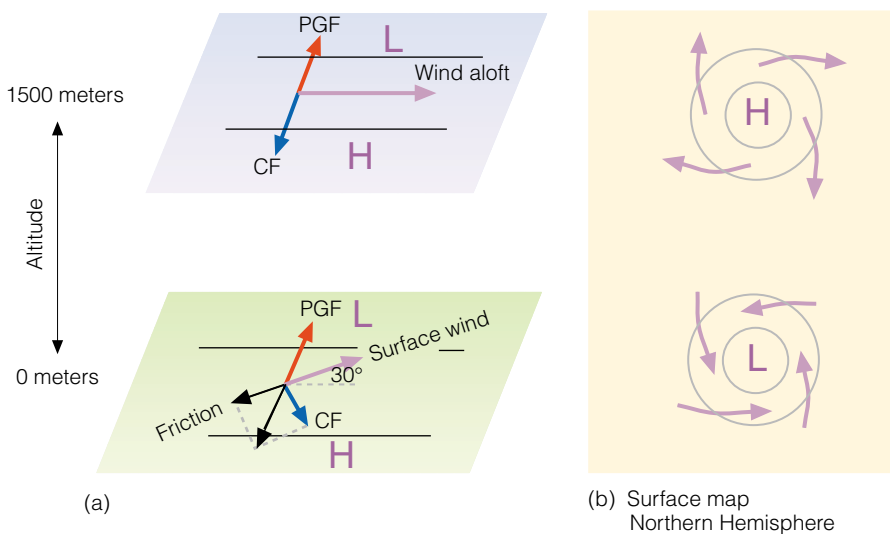 PGF
L
Wind aloft
1500 meters
H
CF
Altitude
PGF
L
Surface wind
30°
0 meters
Friction
CF
H
(a)
H
L
(b) Surface map
Northern Hemisphere